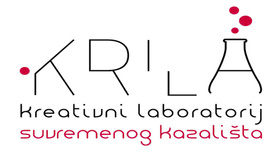 KRILA
kreativni laboratorij
suvremenog kazališta